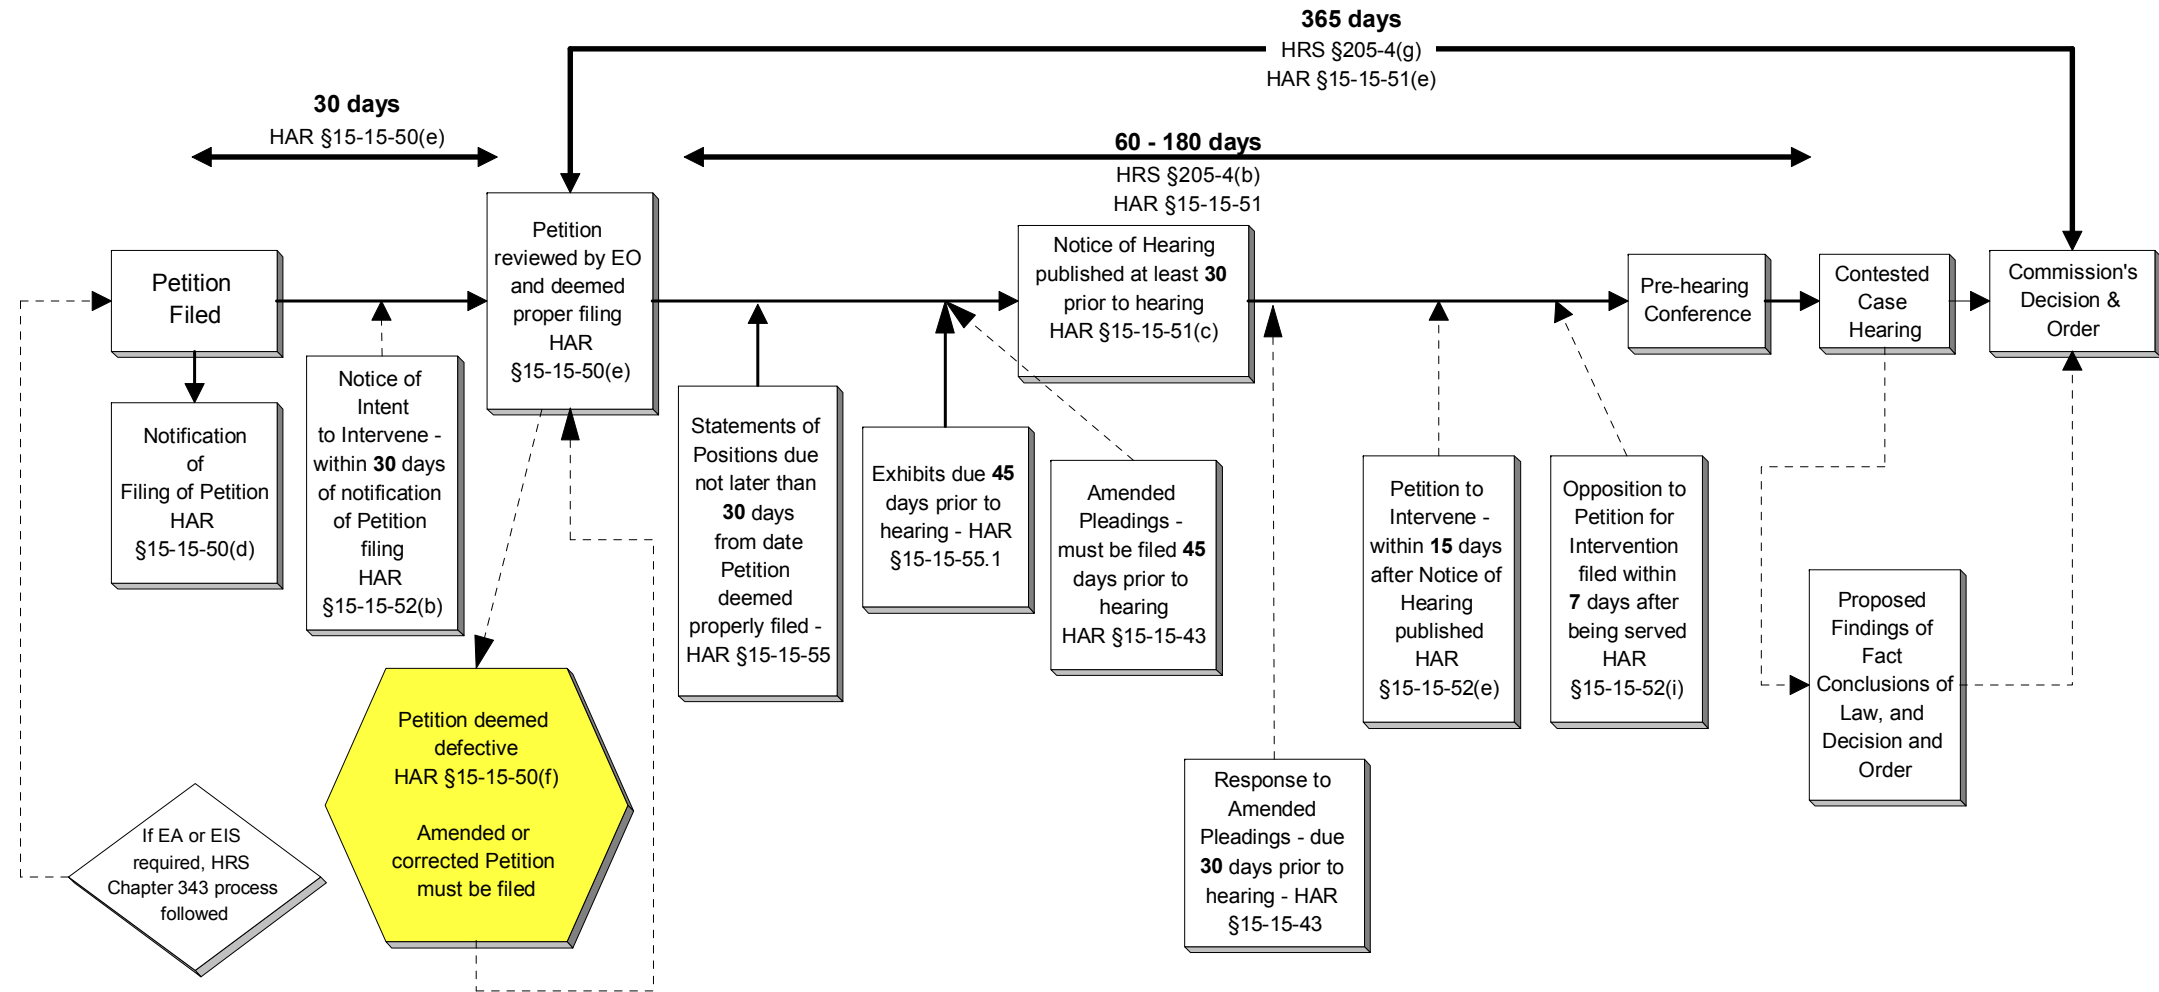 365 days
HRS §205-4(g)
HAR §15-15-51(e)
30 days
HAR §15-15-50(e)
60 - 180 days
HRS §205-4(b)
HAR §15-15-51
Petition
Filed
Petition
reviewed by EO
and deemed
proper filing
HAR
§15-15-50(e)
Notice of Hearing
published at least 30
prior to hearing
HAR §15-15-51(c)
Pre-hearing
Conference
Contested
Case
Hearing
Commission's
Decision &
Order
Notification
of
Filing of Petition
HAR
§15-15-50(d)
Notice of
Intent
to Intervene -
within 30 days
of notification
of Petition
filing
HAR
§15-15-52(b)
Statements of
Positions due
not later than
30 days
from date
Petition
deemed
properly filed -
HAR §15-15-55
Exhibits due 45
days prior to
hearing - HAR
§15-15-55.1
Amended
Pleadings -
must be filed 45
days prior to
hearing
HAR §15-15-43
Petition to
Intervene -
within 15 days
after Notice of
Hearing
published
HAR
§15-15-52(e)
Opposition to
Petition for
Intervention
filed within
7 days after
being served
HAR
§15-15-52(i)
Proposed
Findings of
Fact
Conclusions of
Law, and
Decision and
Order
Petition deemed
defective
HAR §15-15-50(f)
Amended or
corrected Petition
must be filed
If EA or EIS
required, HRS
Chapter 343 process
followed
Response to
Amended
Pleadings - due
30 days prior to
hearing - HAR
§15-15-43